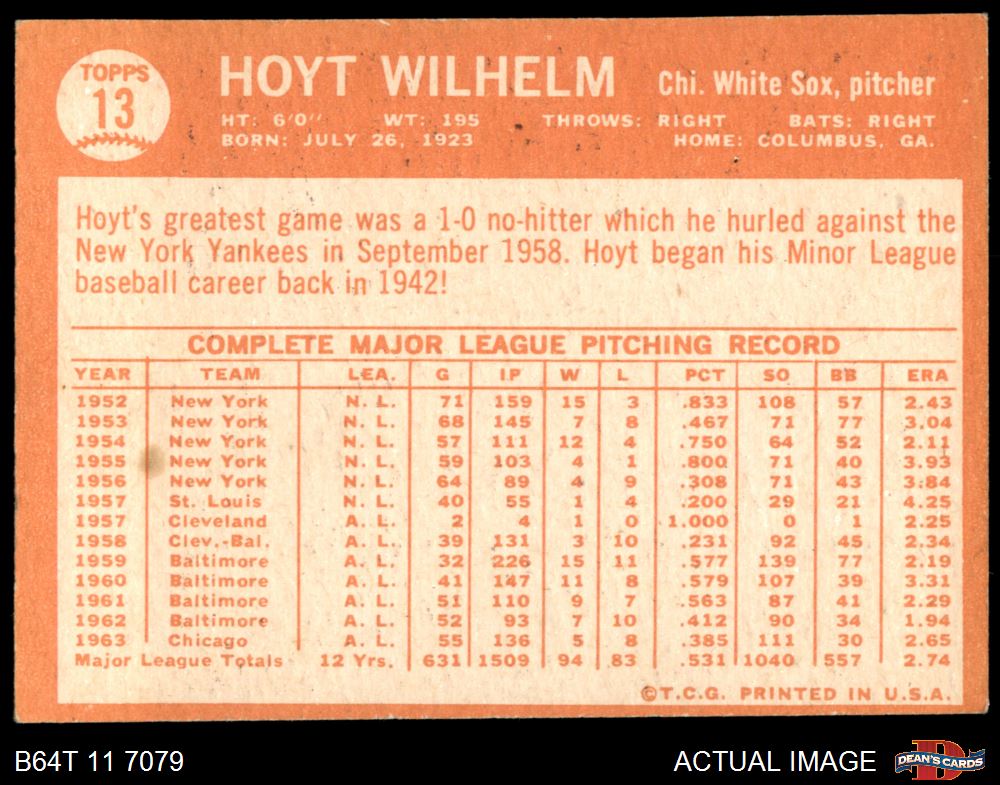 TOPPS
13
HOYT WILHELM Chi. White Sox, pitcher
HT: 6'0" WT: 195 THROWS: RIGHT BATS: RIGHT
BORN: JULY 26, 1923 HOME: COLUMBUS, GA.
Hoyt's greatest game was a 1-0 no-hitter which he hurled against the
New York Yankees in September 1958. Hoyt began his Minor League
baseball career back in 1942!
COMPLETE MAJOR LEAGUE PITCHING RECORD
YEAR TEAM LEA. G I.P W L PCT SO BB ERA
1952 New York N. L. 71 159 15 3 .833 108 57 2.43
1953 New York N. L. 68 145 7 8 .467 71 77 3.04
1954 New York N. L. 57 111 12 4 .750 64 52 2.11
1955 New York N. L. 59 103 4 1 .800 71 40 3.93
1956 New York N. L. 64 89 4 9 .308 71 43 3.84
1957 St. Louis N. L. 40 55 1 4 .200 29 21 4.25
1957 Cleveland A. L. 2 4 1 0 1.000 0 1 2.25
1958 Clev.-Bal. A. L. 39 131 3 10 .231 92 45 2.34
1959 Baltimore A. L. 32 226 15 11 .577 139 77 2.19
1960 Baltimore A. L. 41 147 11 8 .579 107 39 3.31
1961 Baltimore A. L. 51 110 9 7 .563 87 41 2.29
1962 Baltimore A. L. 52 93 7 10 .412 90 34 1.94
1963 Chicago A. L. 55 136 5 8 .385 111 30 2.65
Major League Totals 12 Yrs. 631 1509 94 83 .531 1040 557 2.74
©T.C.G. PRINTED IN U.S.A.
B64T 11 7079 ACTUAL IMAGE DEAN'S CARDS